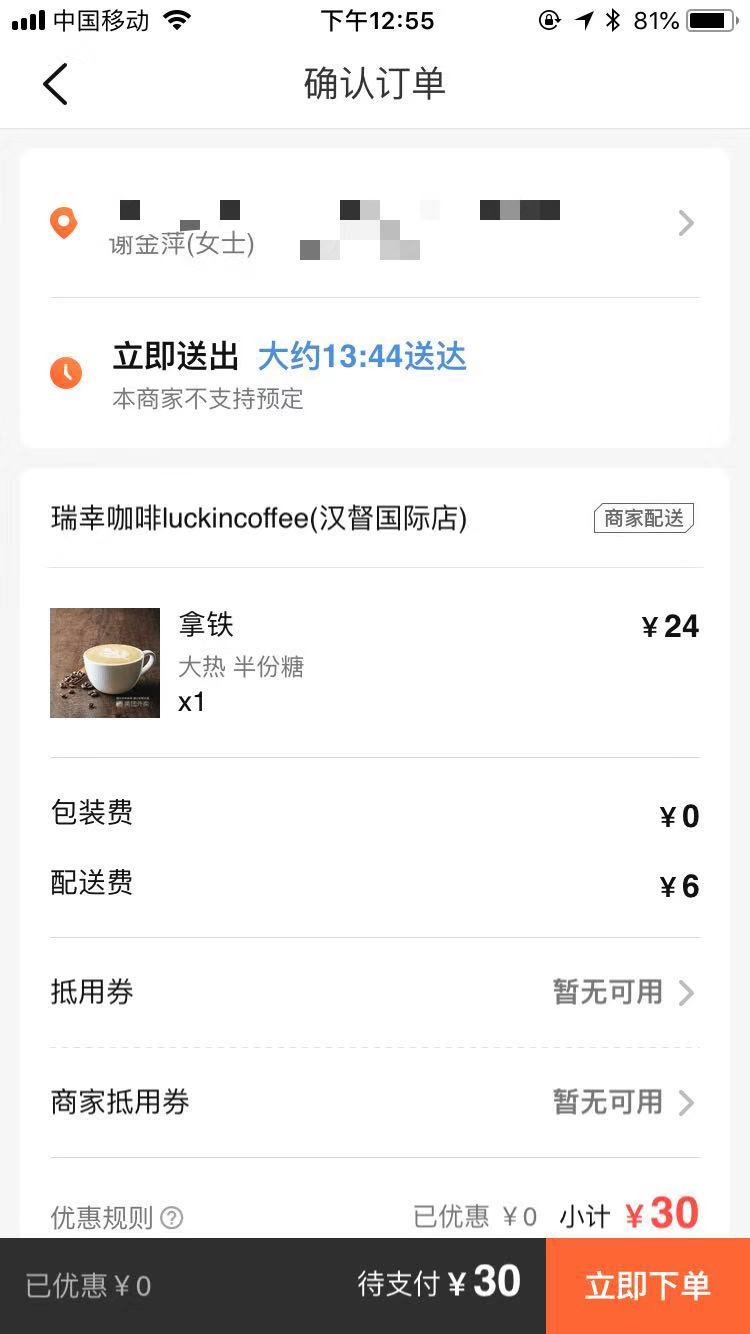 中国移动
下午12:55
81%
确认订单
谢金萍(女士)
立即送出 大约13:44送达
本商家不支持预定
瑞幸咖啡luckincoffee(汉督国际店)
商家配送
拿铁
¥24
大热 半份糖
x1
包装费
¥0
配送费
¥6
抵用券
暂无可用
商家抵用券
暂无可用
优惠规则?
已优惠 ¥0 小计 ¥30
已优惠¥0
待支付¥30
立即下单